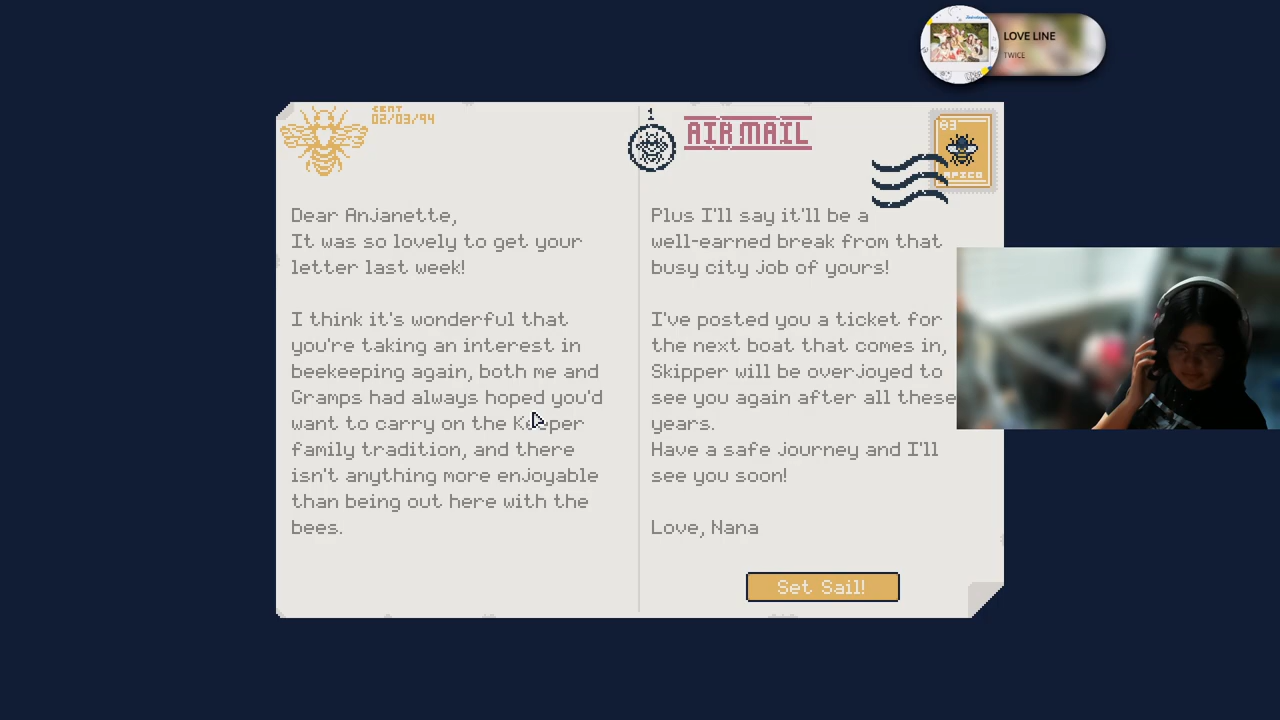 LOVE LINE
TWICE
SENT
02/03/94
1
AIR MAIL
03
APICO
Dear Anjanette,
It was so lovely to get your
letter last week!
I think it's wonderful that
you're taking an interest in
beekeeping again, both me and
Gramps had always hoped you'd
want to carry on the Keeper
family tradition, and there
isn't anything more enjoyable
than being out here with the
bees.
Plus I'll say it'll be a
well-earned break from that
busy city job of yours!
I've posted you a ticket for
the next boat that comes in,
Skipper will be overjoyed to
see you again after all these
years.
Have a safe journey and I'll
see you soon!
Love, Nana
Set Sail!